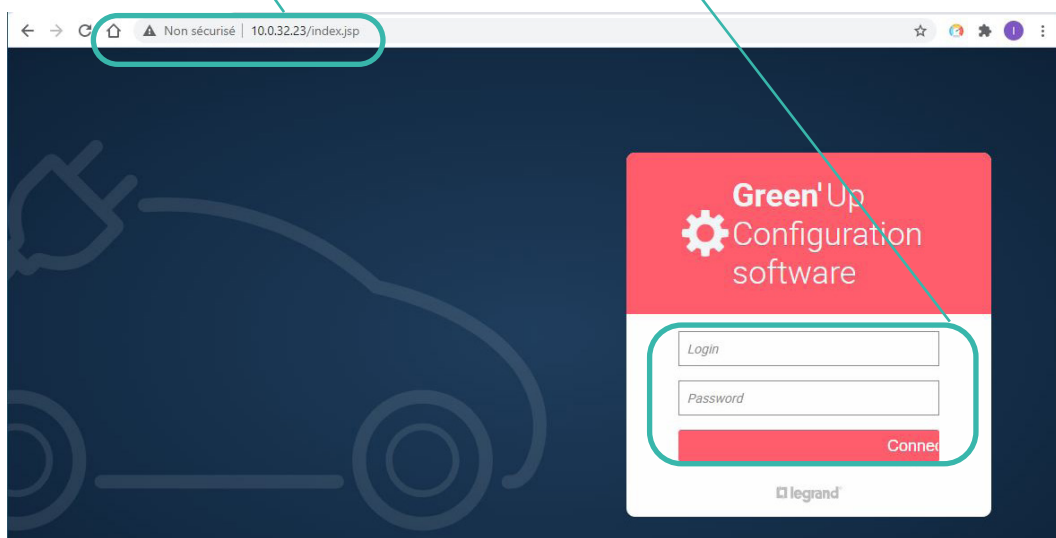 Non sécurisé | 10.0.32.23/index.jsp
I
Green'Up
Configuration
software
Login
Password
Connec
legrand